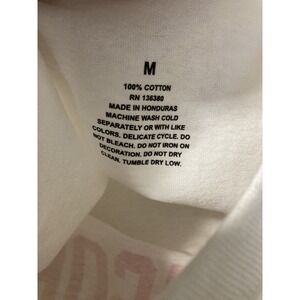 M
100% COTTON
RN 136380
MADE IN HONDURAS
MACHINE WASH COLD
SEPARATELY OR WITH LIKE
COLORS. DELICATE CYCLE. DO
NOT BLEACH. DO NOT IRON ON
DECORATION. DO NOT DRY
CLEAN. TUMBLE DRY LOW.